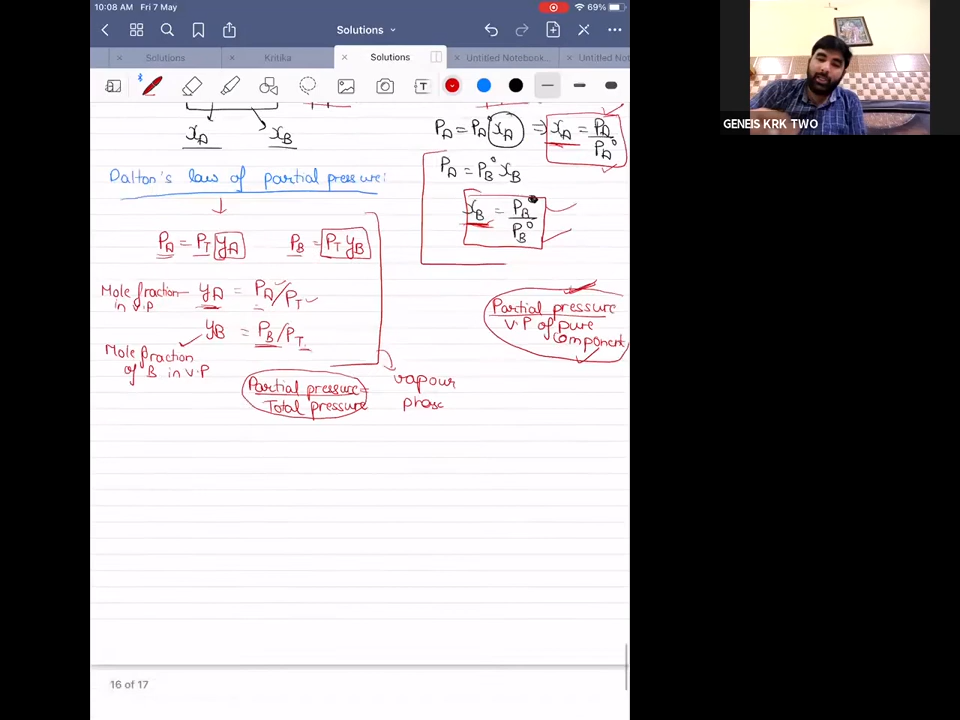 10:08 AM Fri 7 May
69%
Solutions
Solutions
Kritika
Solutions
Untitled Notebook...
Untitled Not
GENEIS KRK TWO
xA
xB
PA = PA° xA ⇒ xA = PA/PA°
PA = PB° xB
xB = PB/PB°
Dalton's law of partial pressure:
PA = PT yA PB = PT yB
Mole fraction in V.P
yA = PA/PT
yB = PB/PT
Mole fraction
of B in V.P
Partial pressure
V.P of pure
component
Partial pressure =
Total pressure
vapour
phase
16 of 17